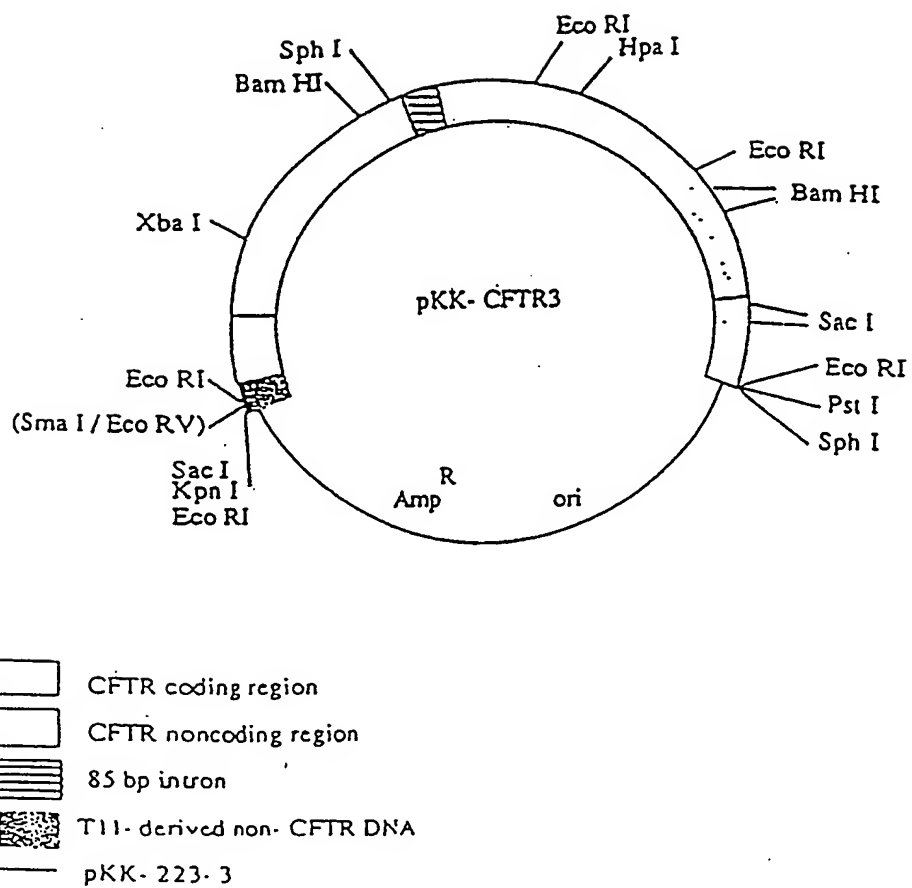 Eco RI
Hpa I
Sph I
Bam HI
Eco RI
Bam HI
Xba I
pKK- CFTR3
Sac I
Eco RI
Eco RI
(Sma I / Eco RV)
Pst I
Sph I
Sac I
Kpn I
Eco RI
Amp R
ori
CFTR coding region
CFTR noncoding region
85 bp intron
T11- derived non- CFTR DNA
pKK- 223- 3